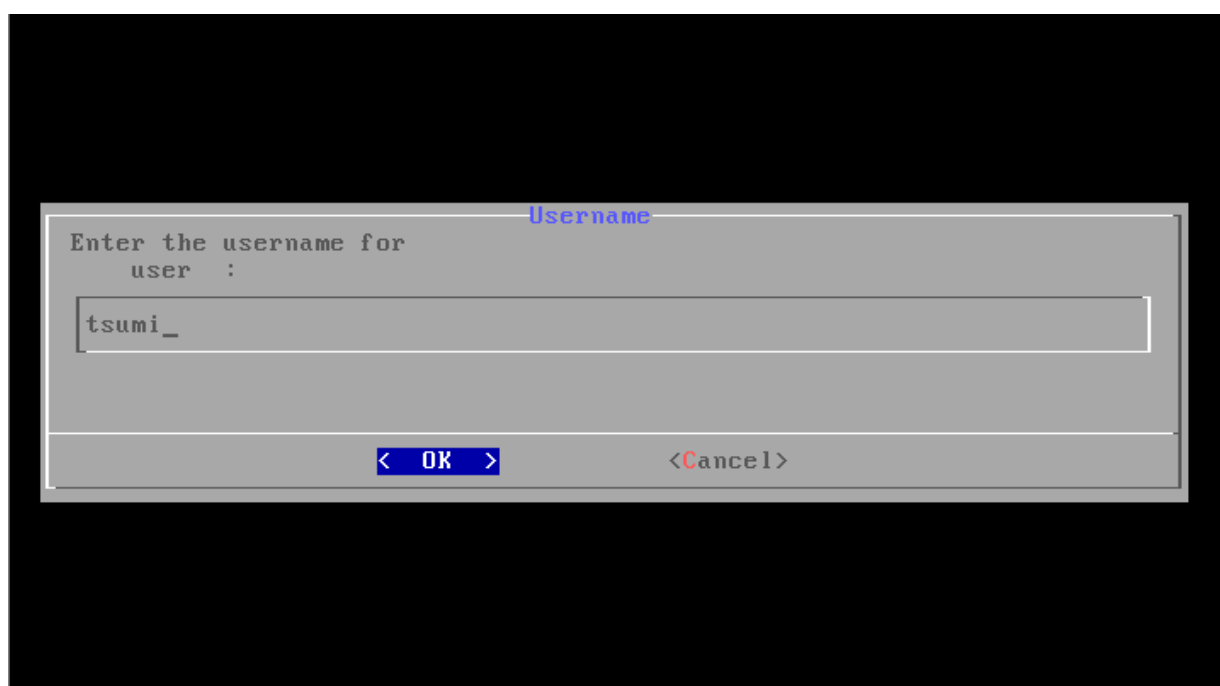 Username
Enter the username for
user :
tsumi_
< OK > <Cancel>